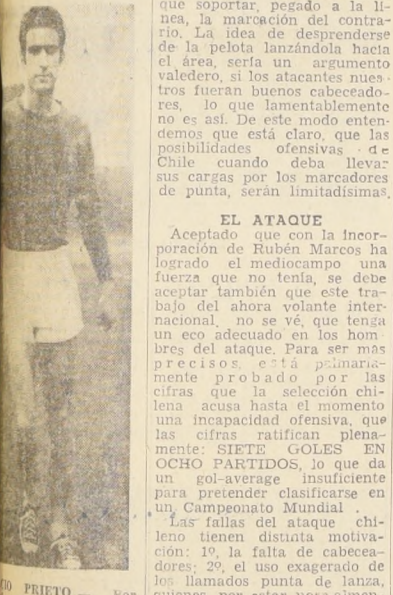 que soportar, pegado a la lí-
nea, la marcación del contra-
rio. La idea de desprenderse
de la pelota lanzándola hacia
el área, sería un argumento
valedero, si los atacantes nues-
tros fueran buenos cabeceado-
res, lo que lamentablemente
no es así. De este modo enten-
demos que está claro, que las
posibilidades ofensivas de
Chile cuando deba llevar
sus cargas por los marcadores
de punta, serán limitadísimas.
EL ATAQUE
Aceptado que con la incor-
poración de Rubén Marcos ha
logrado el mediocampo una
fuerza que no tenía, se debe
aceptar también que este tra-
bajo del ahora volante inter-
nacional, no se vé, que tenga
un eco adecuado en los hom-
bres del ataque. Para ser más
precisos, está palmaria-
mente probado por las
cifras que la selección chi-
lena acusa hasta el momento
una incapacidad ofensiva, que
las cifras ratifican plena-
mente: SIETE GOLES EN
OCHO PARTIDOS, lo que da
un gol-average insuficiente
para pretender clasificarse en
un Campeonato Mundial .
Las fallas del ataque chi-
leno tienen distinta motiva-
ción: 1º, la falta de cabecea-
dores; 2º, el uso exagerado de
los llamados punta de lanza,
CIO PRIETO